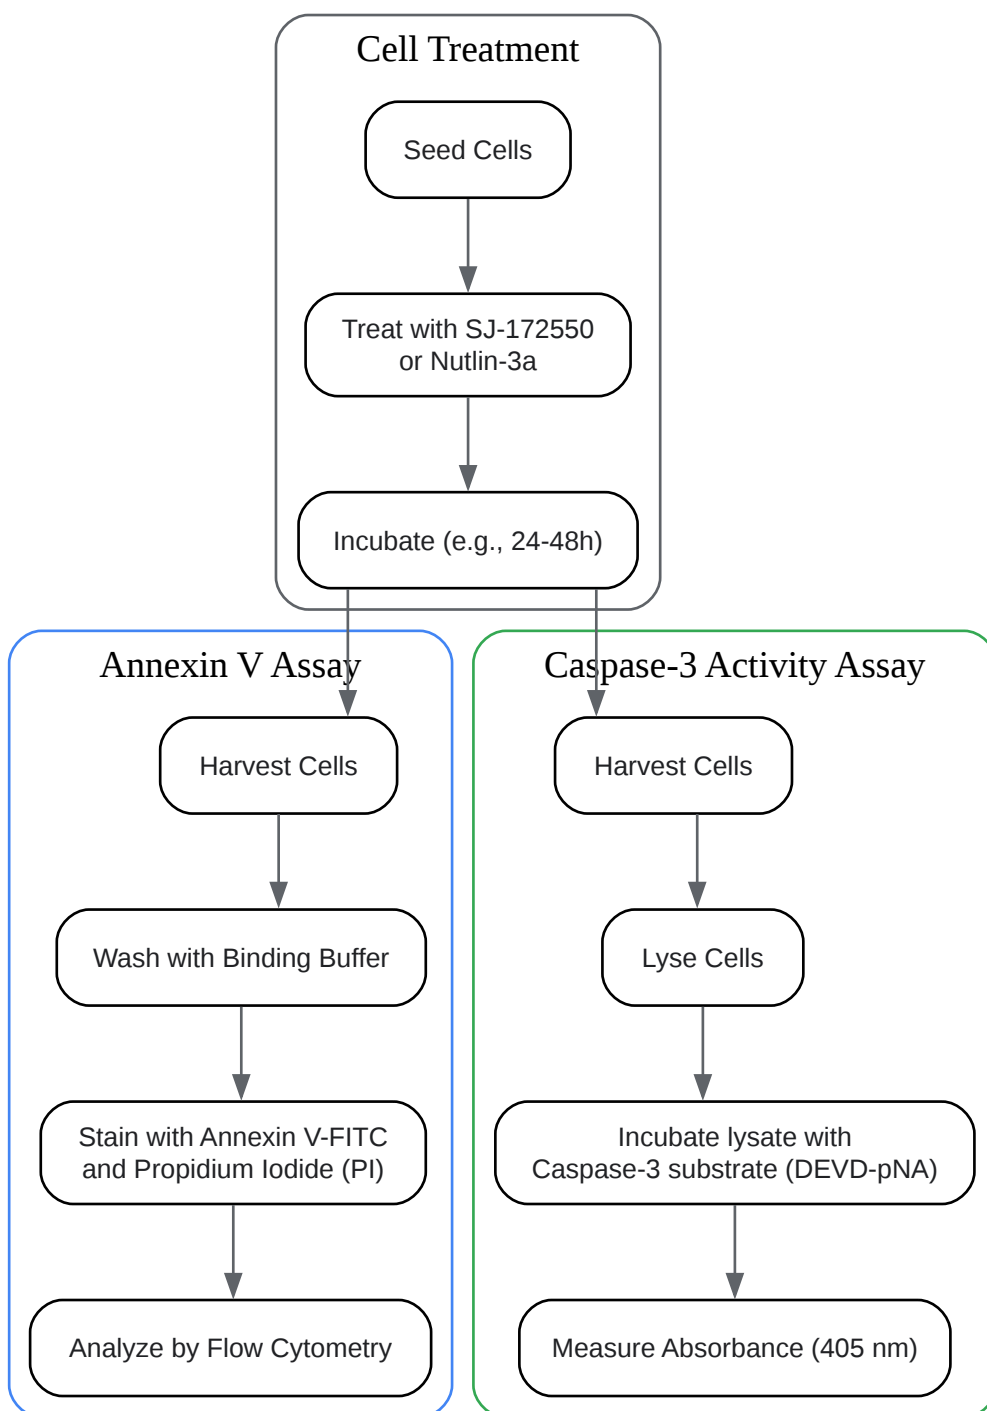 Cell Treatment
Seed Cells
Treat with SJ-172550
or Nutlin-3a
Incubate (e.g., 24-48h)
Annexin V Assay
Harvest Cells
Wash with Binding Buffer
Stain with Annexin V-FITC
and Propidium Iodide (PI)
Analyze by Flow Cytometry
Caspase-3 Activity Assay
Harvest Cells
Lyse Cells
Incubate lysate with
Caspase-3 substrate (DEVD-pNA)
Measure Absorbance (405 nm)